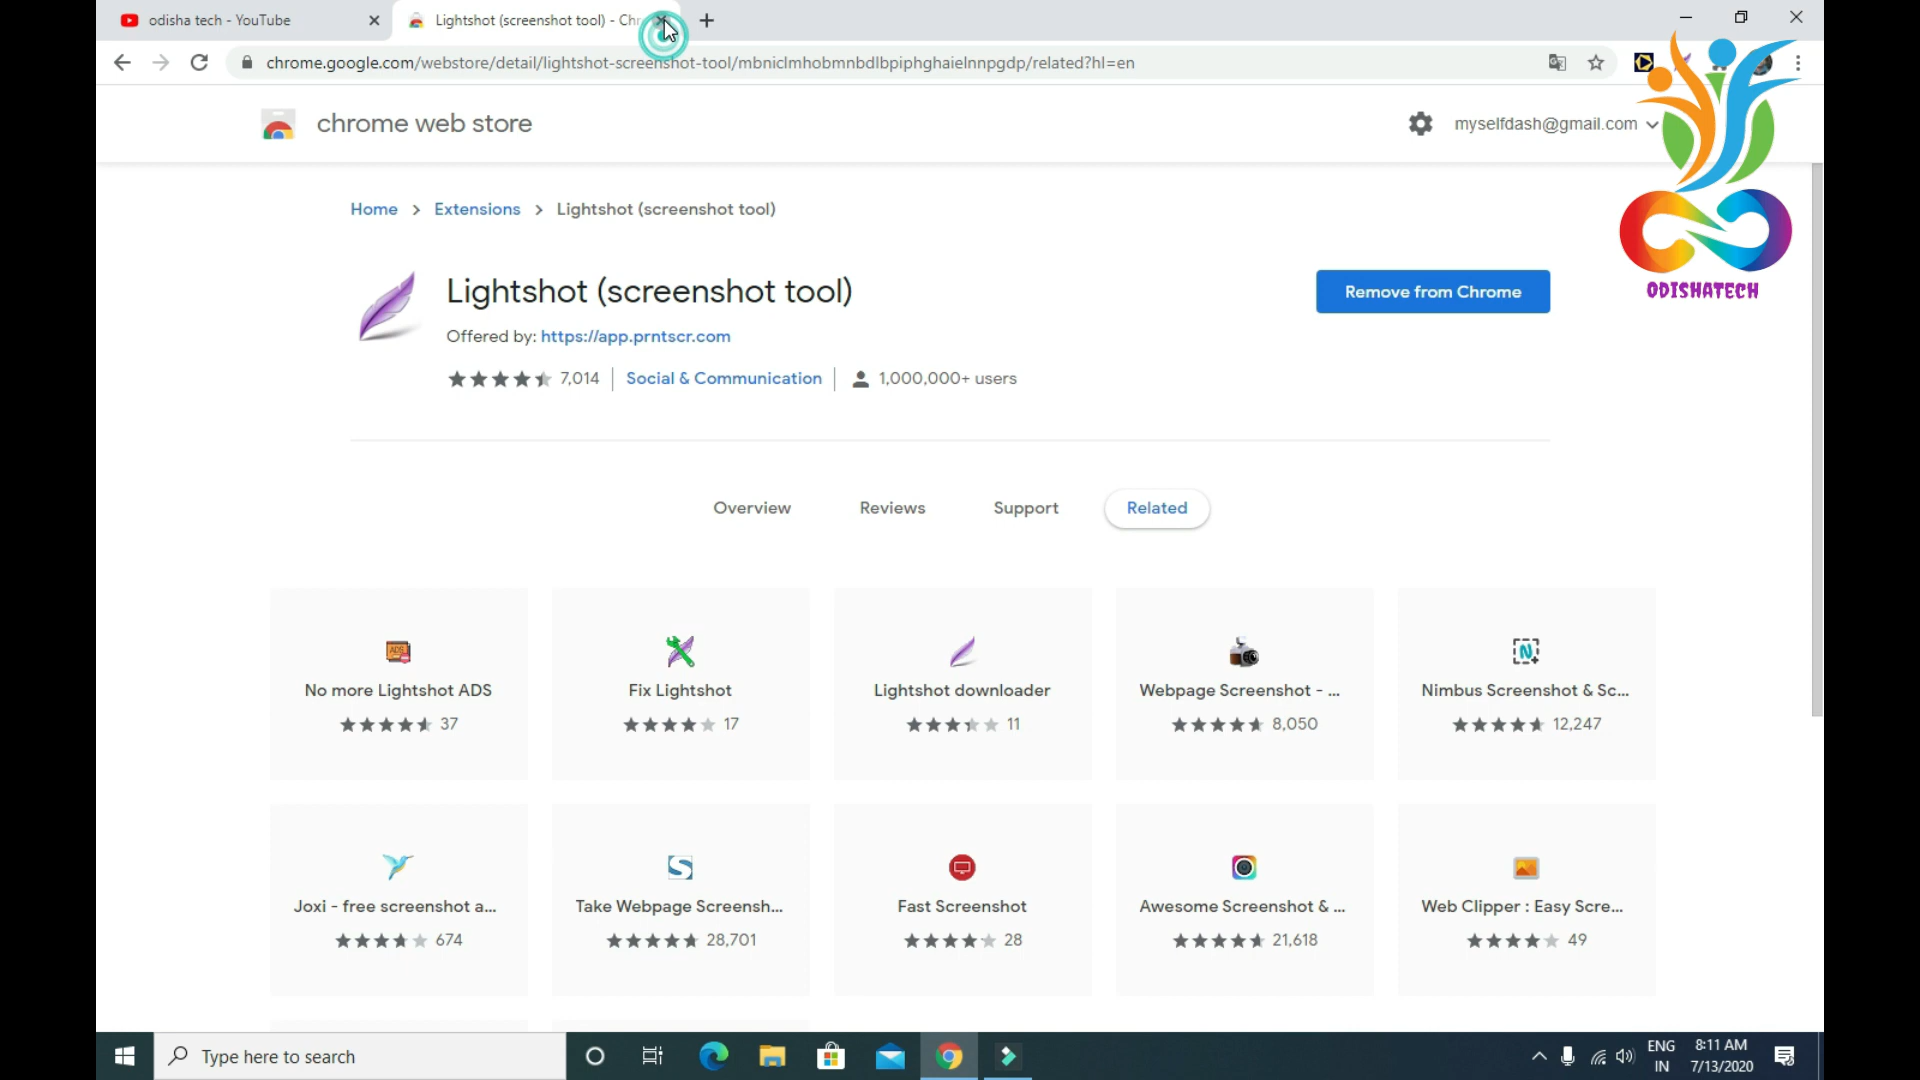 odisha tech - YouTube
Lightshot (screenshot tool) - Chr
chrome.google.com/webstore/detail/lightshot-screenshot-tool/mbniclmhobmnbdlbpiphghaielnnpgdp/related?hl=en
chrome web store
myselfdash@gmail.com
ODISHATECH
Home > Extensions > Lightshot (screenshot tool)
Lightshot (screenshot tool)
Remove from Chrome
Offered by: https://app.prntscr.com
7,014
Social & Communication
1,000,000+ users
Overview
Reviews
Support
Related
ADS
N
No more Lightshot ADS
Fix Lightshot
Lightshot downloader
Webpage Screenshot - ...
Nimbus Screenshot & Sc...
37
17
11
8,050
12,247
S
Joxi - free screenshot a...
Take Webpage Screensh...
Fast Screenshot
Awesome Screenshot & ...
Web Clipper : Easy Scre...
674
28,701
28
21,618
49
Type here to search
ENG
IN
8:11 AM
7/13/2020